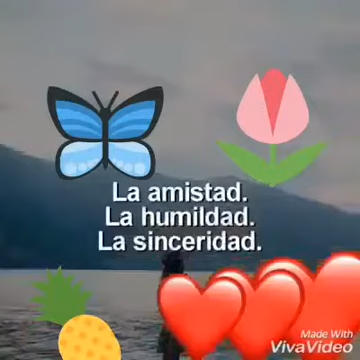 La amistad.
La humildad.
La sinceridad.
Made With
VivaVideo